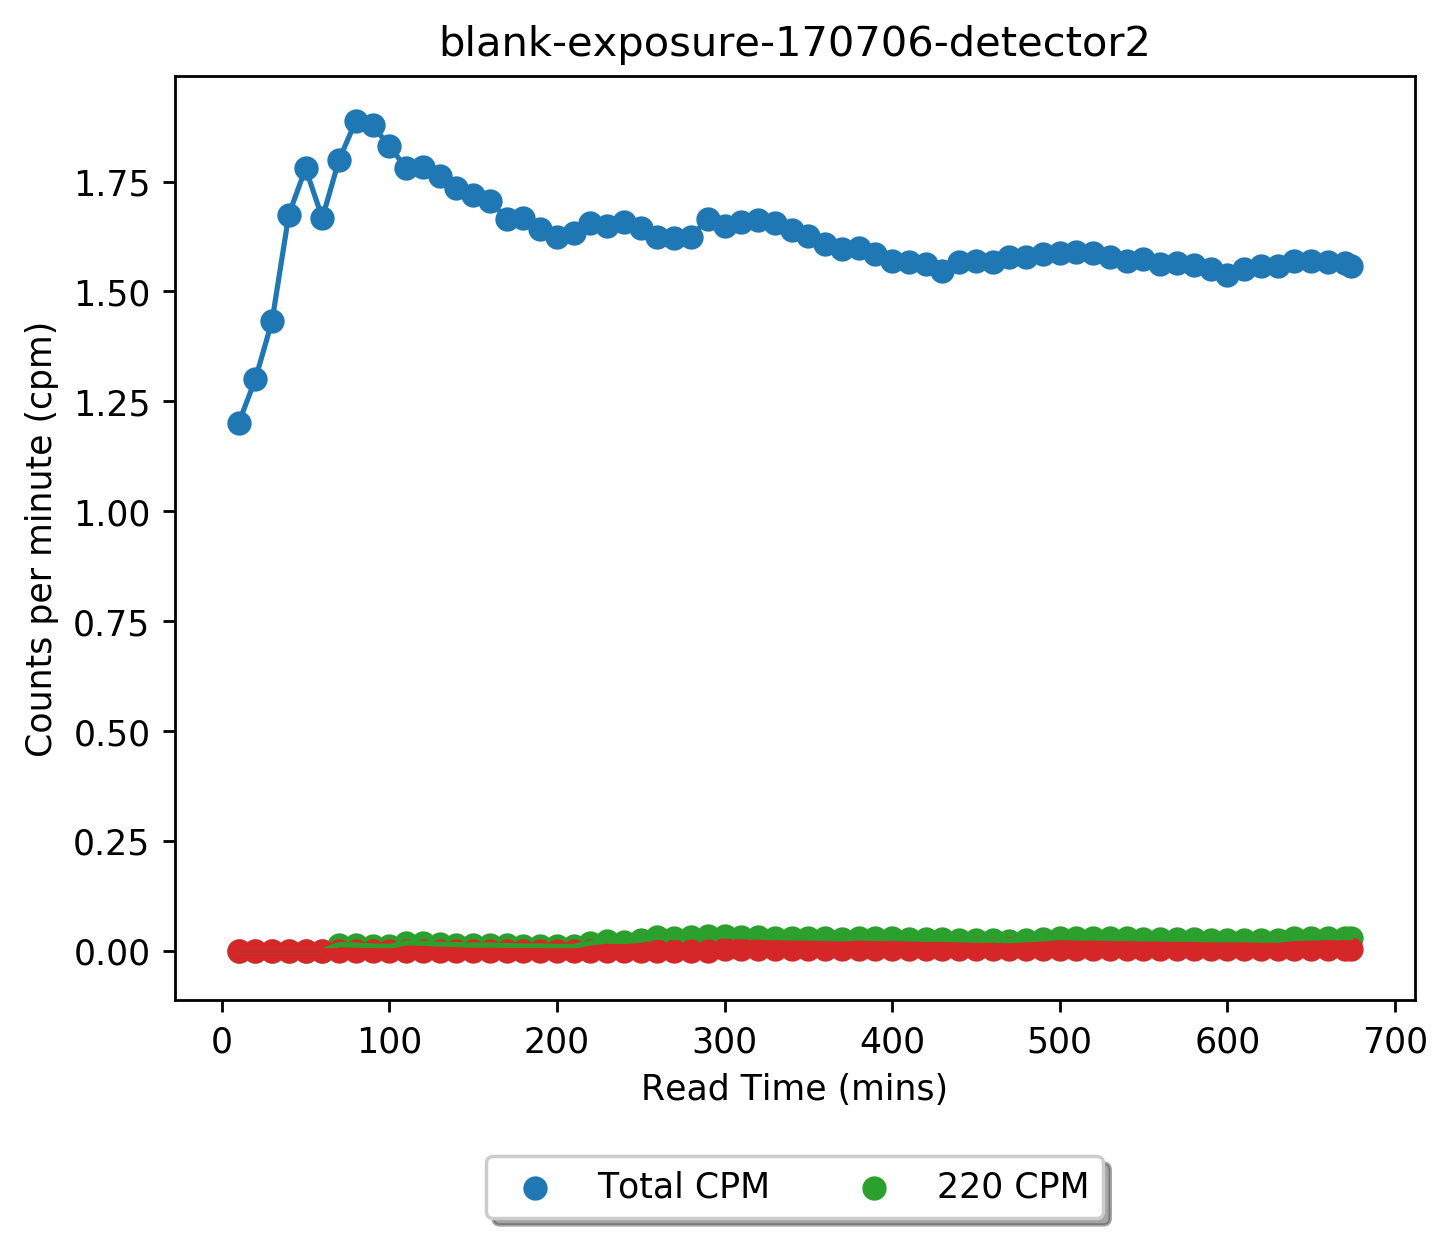 blank-exposure-170706-detector2
Counts per minute (cpm)
1.75
1.50
1.25
1.00
0.75
0.50
0.25
0.00
0 100 200 300 400 500 600 700
Read Time (mins)
Total CPM 220 CPM